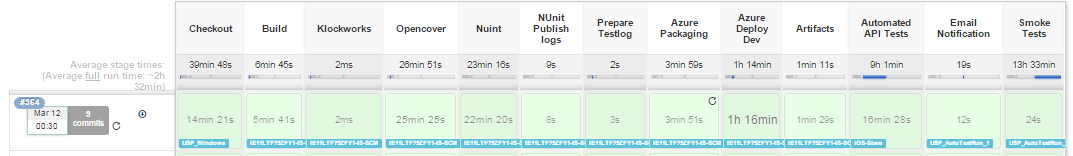 Checkout
Build
Klockworks
Opencover
Nuint
NUnit
Publish
logs
Prepare
Testlog
Azure
Packaging
Azure
Deploy
Dev
Artifacts
Automated
API Tests
Email
Notification
Smoke
Tests
Average stage times:
(Average full run time: ~2h
32min)
39min 48s
6min 45s
2ms
26min 51s
23min 16s
9s
2s
3min 59s
1h 14min
1min 11s
9h 1min
19s
13h 33min
#364
Mar 12
00:30
9
commits
14min 21s
5min 41s
2ms
25min 25s
22min 20s
8s
3s
3min 51s
1h 16min
1min 29s
16min 28s
12s
24s
USP_Windows
iOS-Slave
USP_AutoTestRun_1